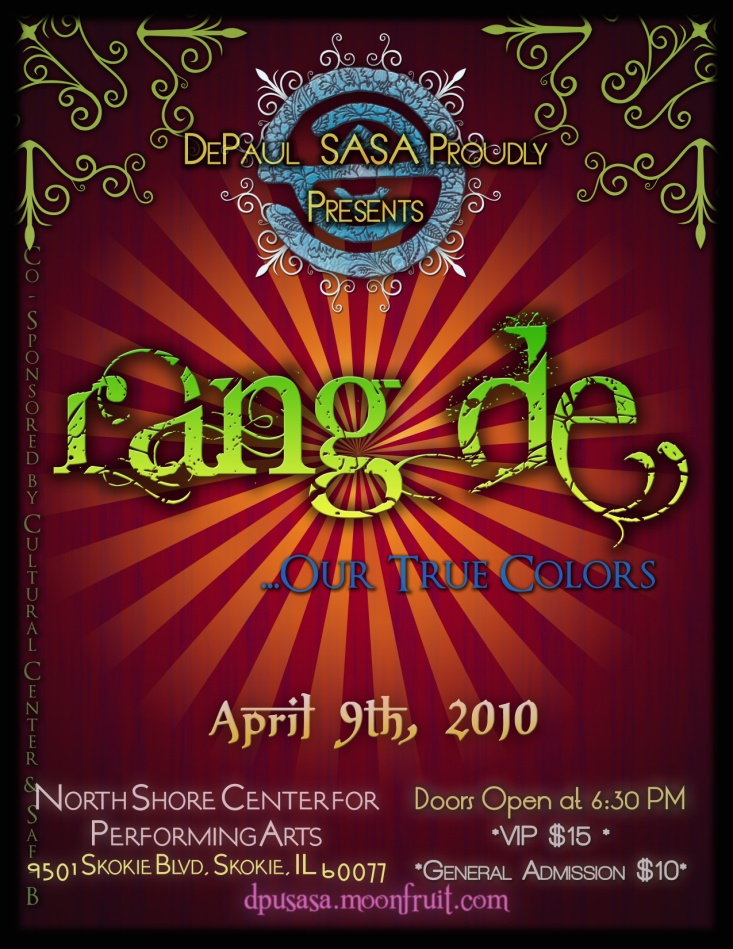 DePaul SASA Proudly
Presents
rang de
...Our True Colors
April 9th, 2010
North Shore Center for
Performing Arts
9501 Skokie Blvd, Skokie, IL 60077
Doors Open at 6:30 PM
*VIP $15 *
*General Admission $10*
dpusasa.moonfruit.com
Co-Sponsored by Cultural Center & SAFB